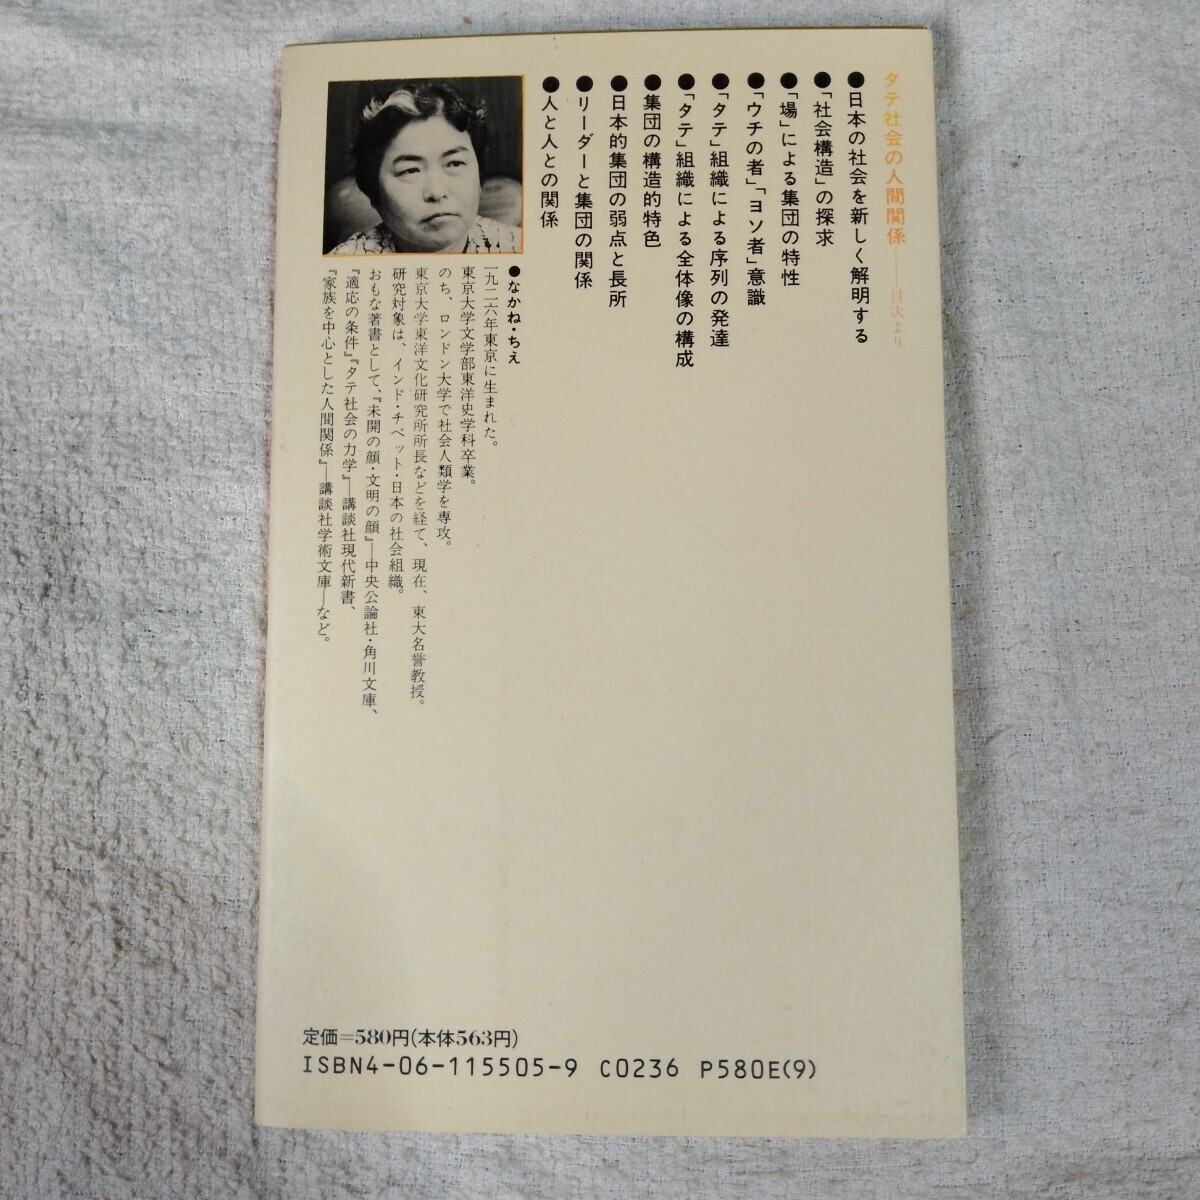 タテ社会の人間関係――目次より
●日本の社会を新しく解明する
●「社会構造」の探求
●「場」による集団の特性
●「ウチの者」「ヨソ者」意識
●「タテ」組織による序列の発達
●「タテ」組織による全体像の構成
●集団の構造的特色
●日本的集団の弱点と長所
●リーダーと集団の関係
●人と人との関係
●なかね・ちえ
一九二六年東京に生まれた。
東京大学文学部東洋史学科卒業。
のち、ロンドン大学で社会人類学を専攻。
東京大学東洋文化研究所所長などを経て、現在、東大名誉教授。
研究対象は、インド・チベット・日本の社会組織。
おもな著書として、『未開の顔・文明の顔』―中央公論社・角川文庫、
『適応の条件』『タテ社会の力学』―講談社現代新書、
『家族を中心とした人間関係』―講談社学術文庫―など。
定価=580円(本体563円)
ISBN4-06-115505-9 C0236 P580E(9)